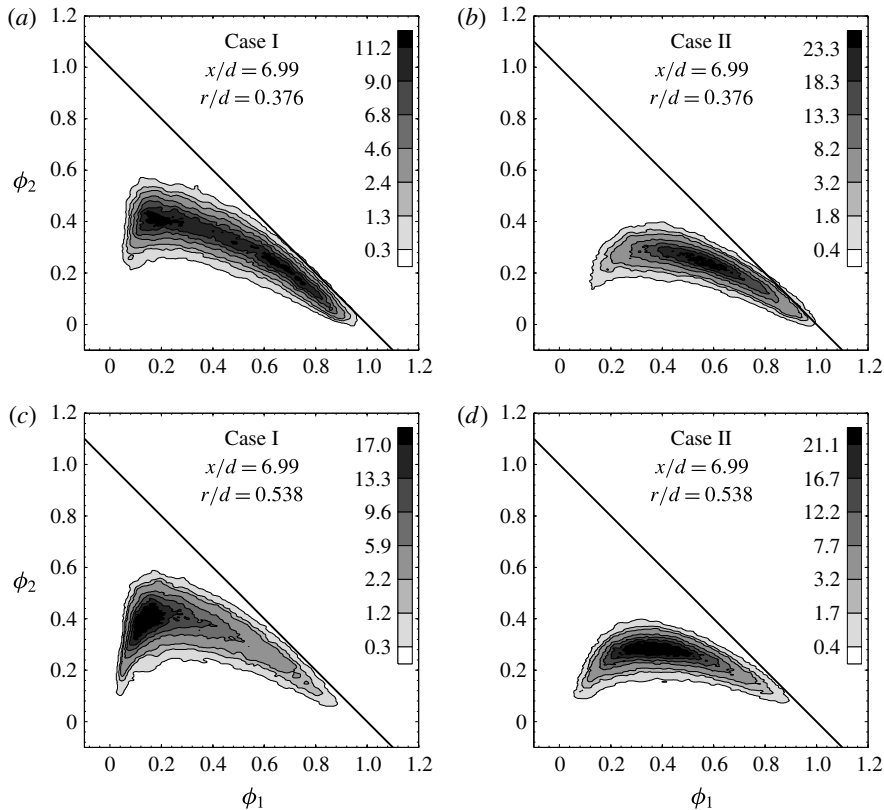 (a)
Case I
x/d = 6.99
r/d = 0.376
11.2
9.0
6.8
4.6
2.4
1.3
0.3
1.2
1.0
0.8
0.6
0.4
0.2
0
ϕ2
0 0.2 0.4 0.6 0.8 1.0 1.2
(b)
Case II
x/d = 6.99
r/d = 0.376
23.3
18.3
13.3
8.2
3.2
1.8
0.4
1.2
1.0
0.8
0.6
0.4
0.2
0
0 0.2 0.4 0.6 0.8 1.0 1.2
(c)
Case I
x/d = 6.99
r/d = 0.538
17.0
13.3
9.6
5.9
2.2
1.2
0.3
1.2
1.0
0.8
0.6
0.4
0.2
0
ϕ2
0 0.2 0.4 0.6 0.8 1.0 1.2
ϕ1
(d)
Case II
x/d = 6.99
r/d = 0.538
21.1
16.7
12.2
7.7
3.2
1.7
0.4
1.2
1.0
0.8
0.6
0.4
0.2
0
0 0.2 0.4 0.6 0.8 1.0 1.2
ϕ1